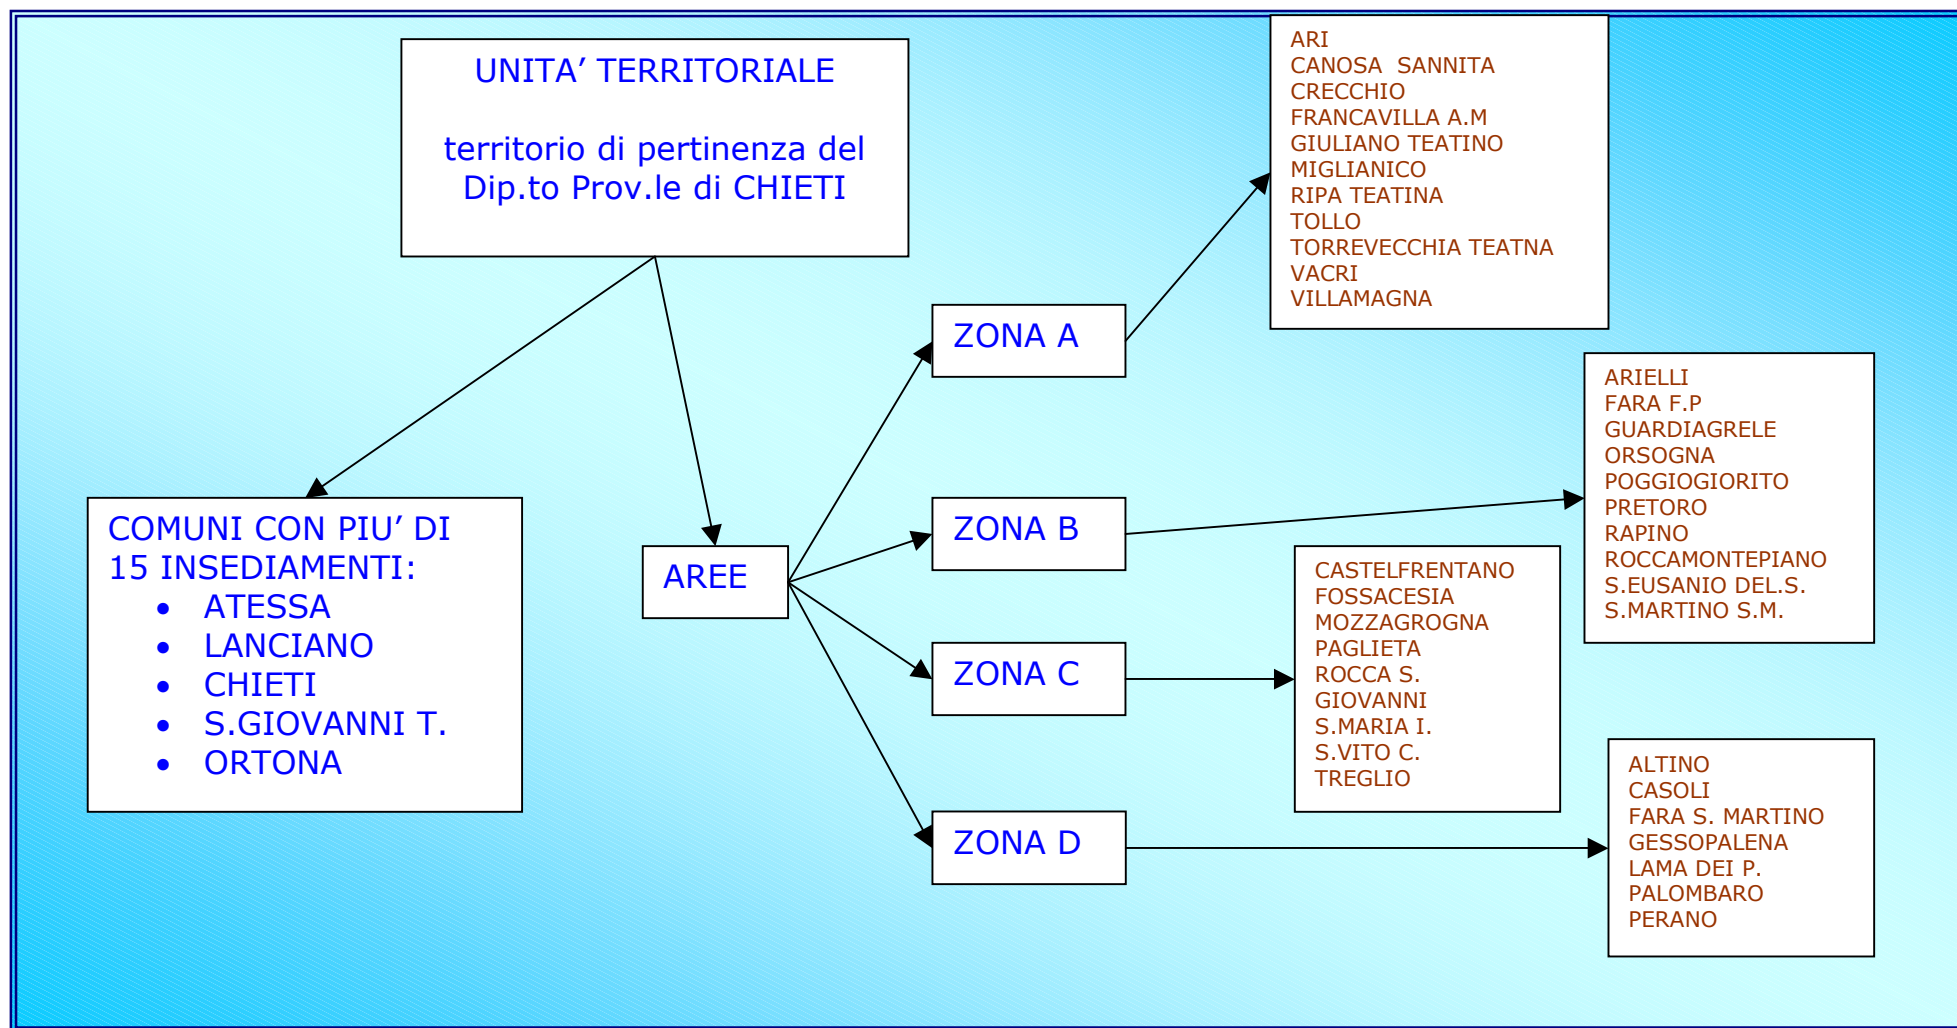 UNITA’ TERRITORIALE
territorio di pertinenza del
Dip.to Prov.le di CHIETI
COMUNI CON PIU’ DI
15 INSEDIAMENTI:
• ATESSA
• LANCIANO
• CHIETI
• S.GIOVANNI T.
• ORTONA
AREE
ZONA A
ZONA B
ZONA C
ZONA D
ARI
CANOSA SANNITA
CRECCHIO
FRANCAVILLA A.M
GIULIANO TEATINO
MIGLIANICO
RIPA TEATINA
TOLLO
TORREVECCHIA TEATNA
VACRI
VILLAMAGNA
ARIELLI
FARA F.P
GUARDIAGRELE
ORSOGNA
POGGIOGIORITO
PRETORO
RAPINO
ROCCAMONTEPIANO
S.EUSANIO DEL.S.
S.MARTINO S.M.
CASTELFRENTANO
FOSSACESIA
MOZZAGROGNA
PAGLIETA
ROCCA S.
GIOVANNI
S.MARIA I.
S.VITO C.
TREGLIO
ALTINO
CASOLI
FARA S. MARTINO
GESSOPALENA
LAMA DEI P.
PALOMBARO
PERANO